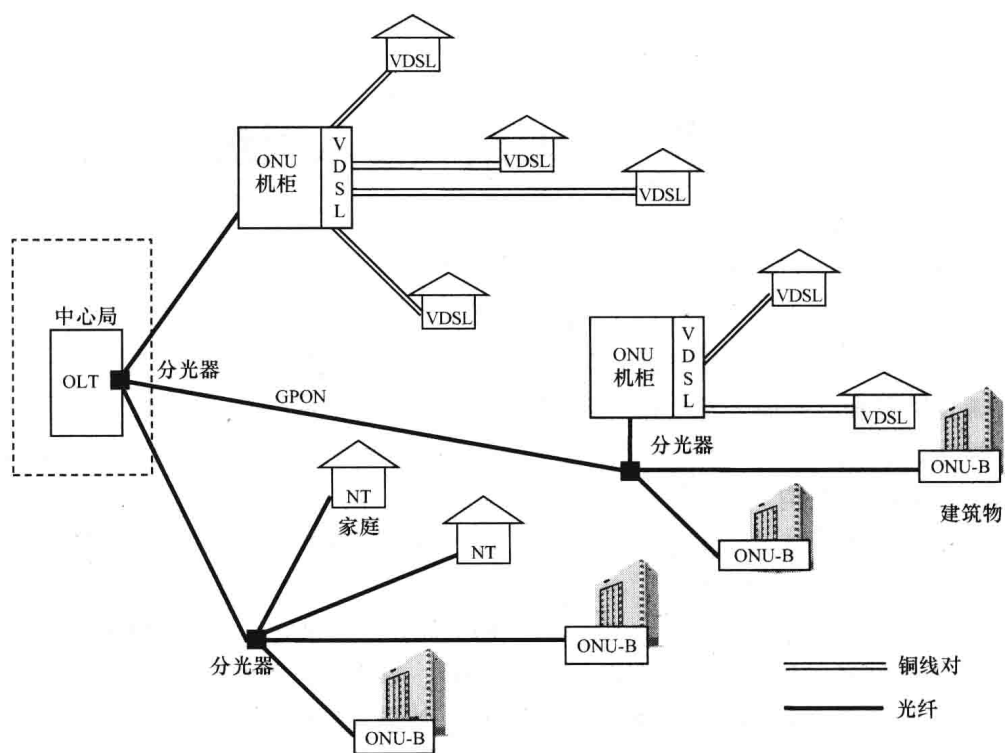 VDSL
ONU
机柜
V
D
S
L
VDSL
VDSL
VDSL
中心局
OLT
分光器
GPON
VDSL
ONU
机柜
V
D
S
L
VDSL
分光器
ONU-B
建筑物
ONU-B
NT
家庭
NT
ONU-B
分光器
ONU-B
铜线对
光纤